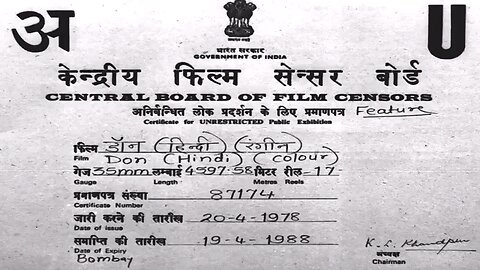 अ U
भारत सरकार
GOVERNMENT OF INDIA
केन्द्रीय फिल्म सेन्सर बोर्ड
CENTRAL BOARD OF FILM CENSORS
अनिर्बन्धित लोक प्रदर्शन के लिए प्रमाणपत्र Feature
Certificate for UNRESTRICTED Public Exhibition
फिल्म डॉन (हिन्दी) (रंगीन)
Film Don (Hindi) (colour)
गेज 35mm लम्बाई 4597.58 मिटर रील -17-
Gauge Length Metres Reels
प्रमाणपत्र संख्या 87174
Certificate Number
जारी करने की तारीख 20-4-1978
Date of issue
समाप्ति की तारीख 19-4-1988
Date of Expiry
Bombay
K. L. Khandpur
अध्यक्ष
Chairman